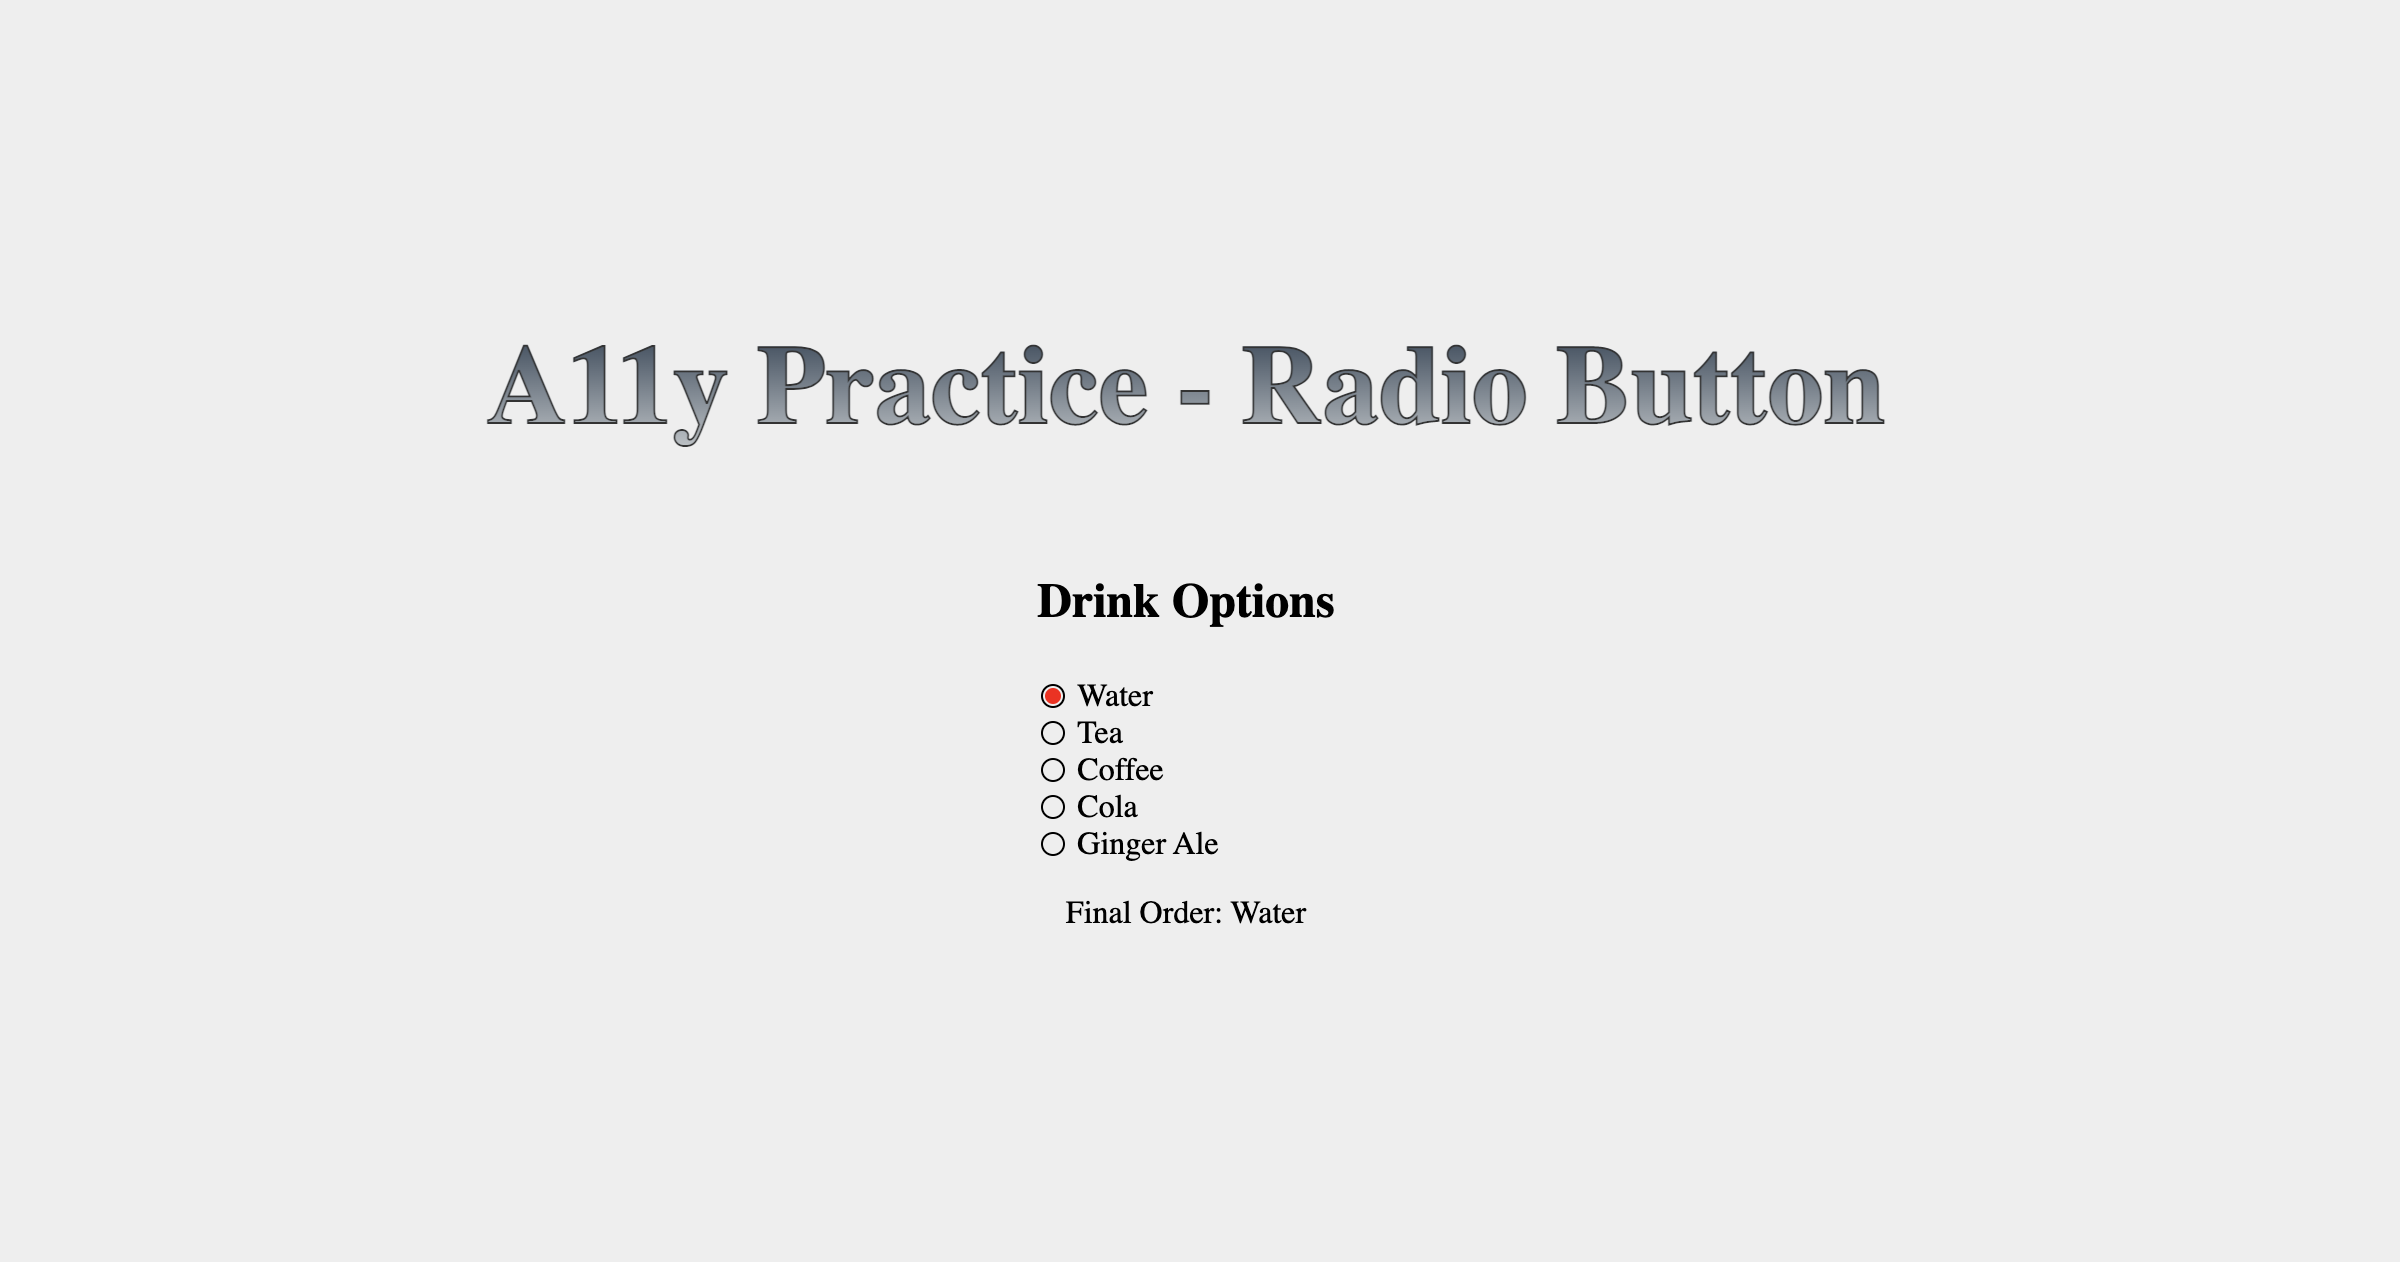 A11y Practice - Radio Button
Drink Options
Water
Tea
Coffee
Cola
Ginger Ale
Final Order: Water